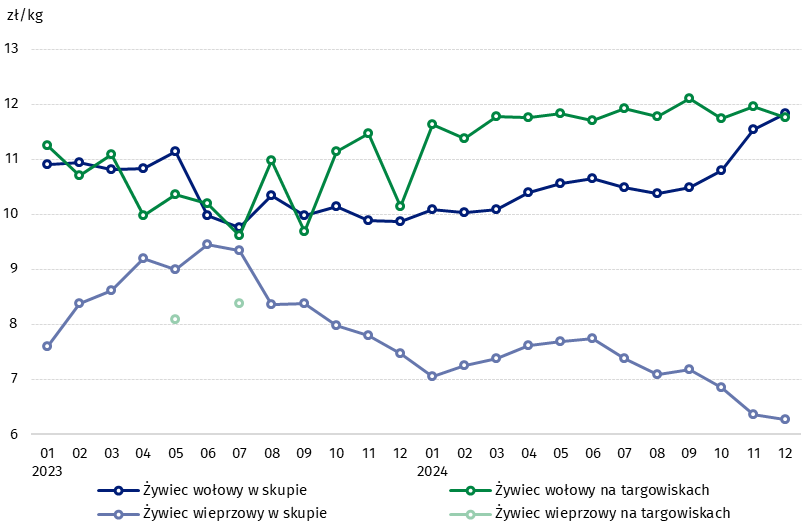 zł/kg
13
12
11
10
9
8
7
6
01 02 03 04 05 06 07 08 09 10 11 12 01 02 03 04 05 06 07 08 09 10 11 12
2023 2024
Żywiec wołowy w skupie Żywiec wołowy na targowiskach
Żywiec wieprzowy w skupie Żywiec wieprzowy na targowiskach